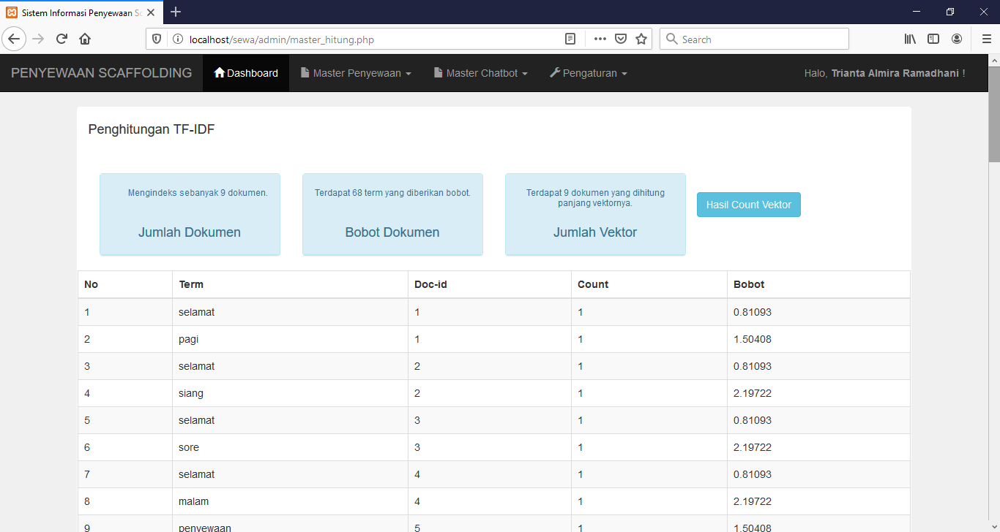 Sistem Informasi Penyewaan Sc
localhost/sewa/admin/master_hitung.php
Search
PENYEWAAN SCAFFOLDING Dashboard Master Penyewaan Master Chatbot Pengaturan Halo, Trianta Almira Ramadhani !
Penghitungan TF-IDF
Mengindeks sebanyak 9 dokumen.
Jumlah Dokumen
Terdapat 68 term yang diberikan bobot.
Bobot Dokumen
Terdapat 9 dokumen yang dihitung
panjang vektornya.
Jumlah Vektor
Hasil Count Vektor
No Term Doc-id Count Bobot
1 selamat 1 1 0.81093
2 pagi 1 1 1.50408
3 selamat 2 1 0.81093
4 siang 2 1 2.19722
5 selamat 3 1 0.81093
6 sore 3 1 2.19722
7 selamat 4 1 0.81093
8 malam 4 1 2.19722
9 penyewaan 5 1 1.50408